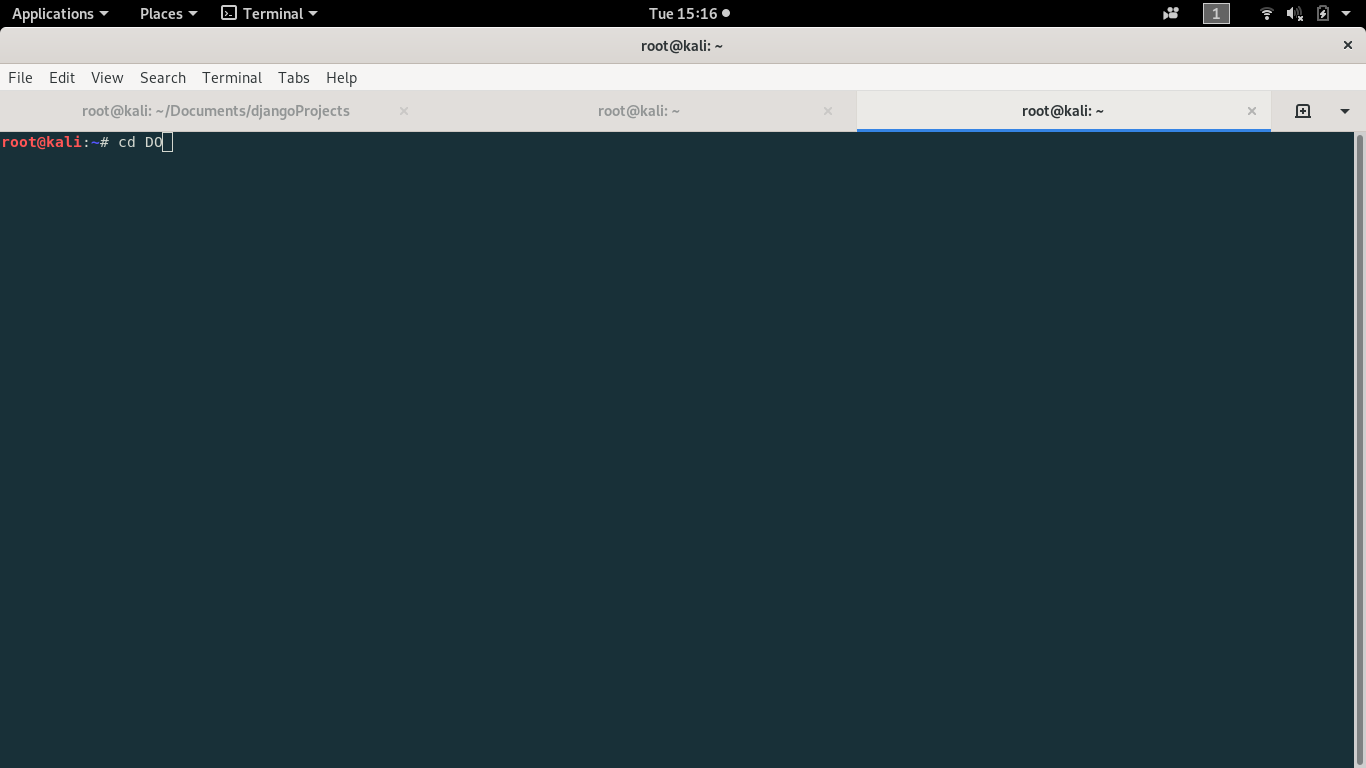 Applications Places Terminal Tue 15:16 1
root@kali: ~
File Edit View Search Terminal Tabs Help
root@kali: ~/Documents/djangoProjects root@kali: ~ root@kali: ~
root@kali:~# cd DO